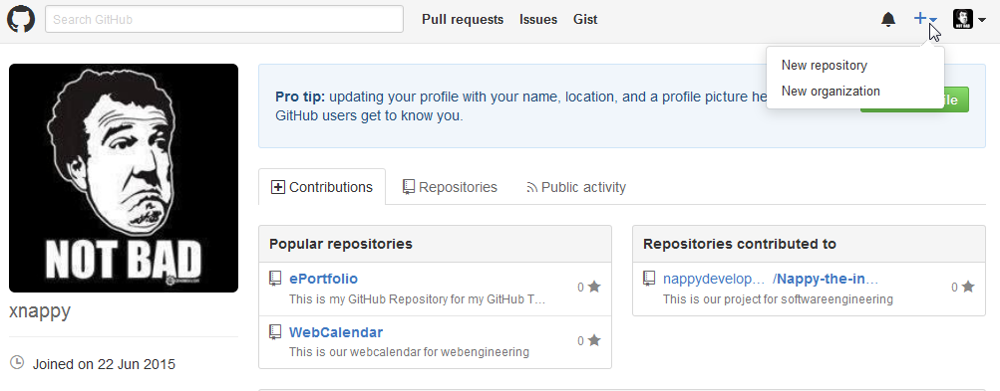 Search GitHub
Pull requests
Issues
Gist
New repository
New organization
Pro tip: updating your profile with your name, location, and a profile picture he
GitHub users get to know you.
NOT BAD
xnappy
Joined on 22 Jun 2015
Contributions
Repositories
Public activity
Popular repositories
ePortfolio
This is my GitHub Repository for my GitHub T…
0
WebCalendar
This is our webcalendar for webengineering
0
Repositories contributed to
nappydevelop… /Nappy-the-in…
This is our project for softwareengineering
0